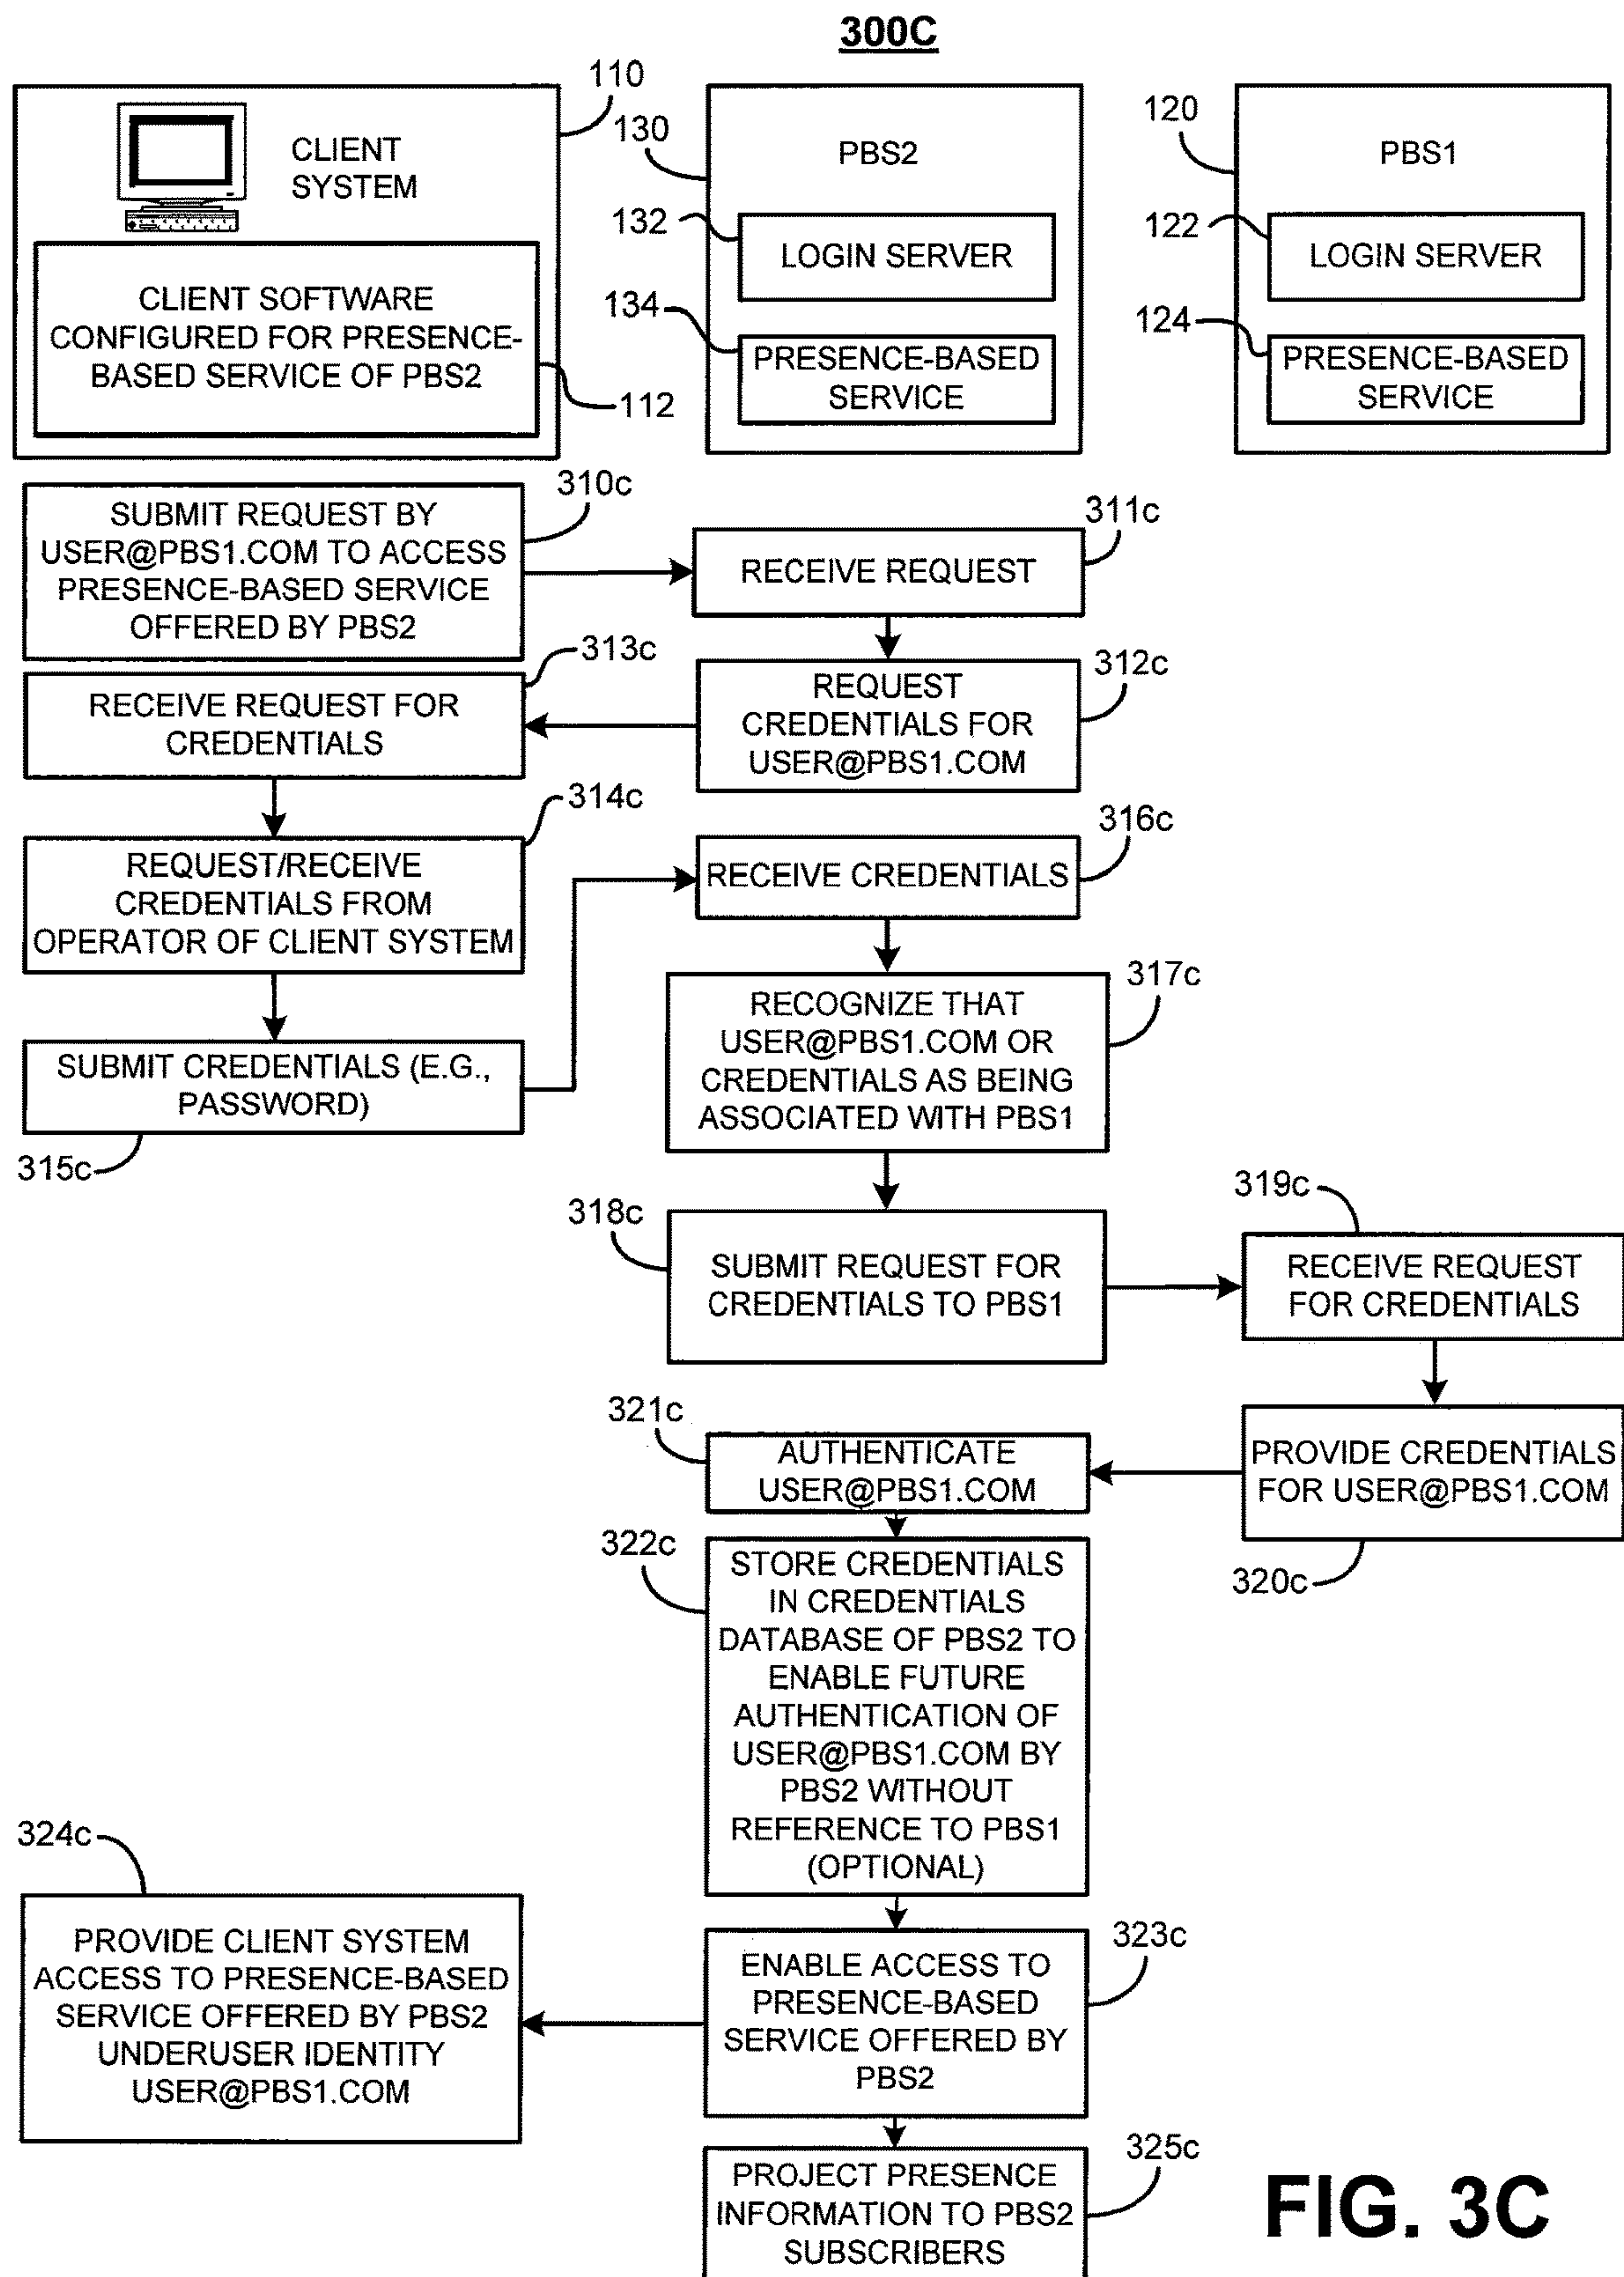 300C
110
CLIENT
SYSTEM
CLIENT SOFTWARE
CONFIGURED FOR PRESENCE-
BASED SERVICE OF PBS2
112
130
PBS2
132
LOGIN SERVER
134
PRESENCE-BASED
SERVICE
120
PBS1
122
LOGIN SERVER
124
PRESENCE-BASED
SERVICE
310c
SUBMIT REQUEST BY
USER@PBS1.COM TO ACCESS
PRESENCE-BASED SERVICE
OFFERED BY PBS2
311c
RECEIVE REQUEST
312c
REQUEST
CREDENTIALS FOR
USER@PBS1.COM
313c
RECEIVE REQUEST FOR
CREDENTIALS
314c
REQUEST/RECEIVE
CREDENTIALS FROM
OPERATOR OF CLIENT SYSTEM
SUBMIT CREDENTIALS (E.G.,
PASSWORD)
315c
316c
RECEIVE CREDENTIALS
317c
RECOGNIZE THAT
USER@PBS1.COM OR
CREDENTIALS AS BEING
ASSOCIATED WITH PBS1
318c
SUBMIT REQUEST FOR
CREDENTIALS TO PBS1
319c
RECEIVE REQUEST
FOR CREDENTIALS
PROVIDE CREDENTIALS
FOR USER@PBS1.COM
320c
321c
AUTHENTICATE
USER@PBS1.COM
322c
STORE CREDENTIALS
IN CREDENTIALS
DATABASE OF PBS2 TO
ENABLE FUTURE
AUTHENTICATION OF
USER@PBS1.COM BY
PBS2 WITHOUT
REFERENCE TO PBS1
(OPTIONAL)
323c
ENABLE ACCESS TO
PRESENCE-BASED
SERVICE OFFERED BY
PBS2
324c
PROVIDE CLIENT SYSTEM
ACCESS TO PRESENCE-BASED
SERVICE OFFERED BY PBS2
UNDERUSER IDENTITY
USER@PBS1.COM
325c
PROJECT PRESENCE
INFORMATION TO PBS2
SUBSCRIBERS
FIG. 3C